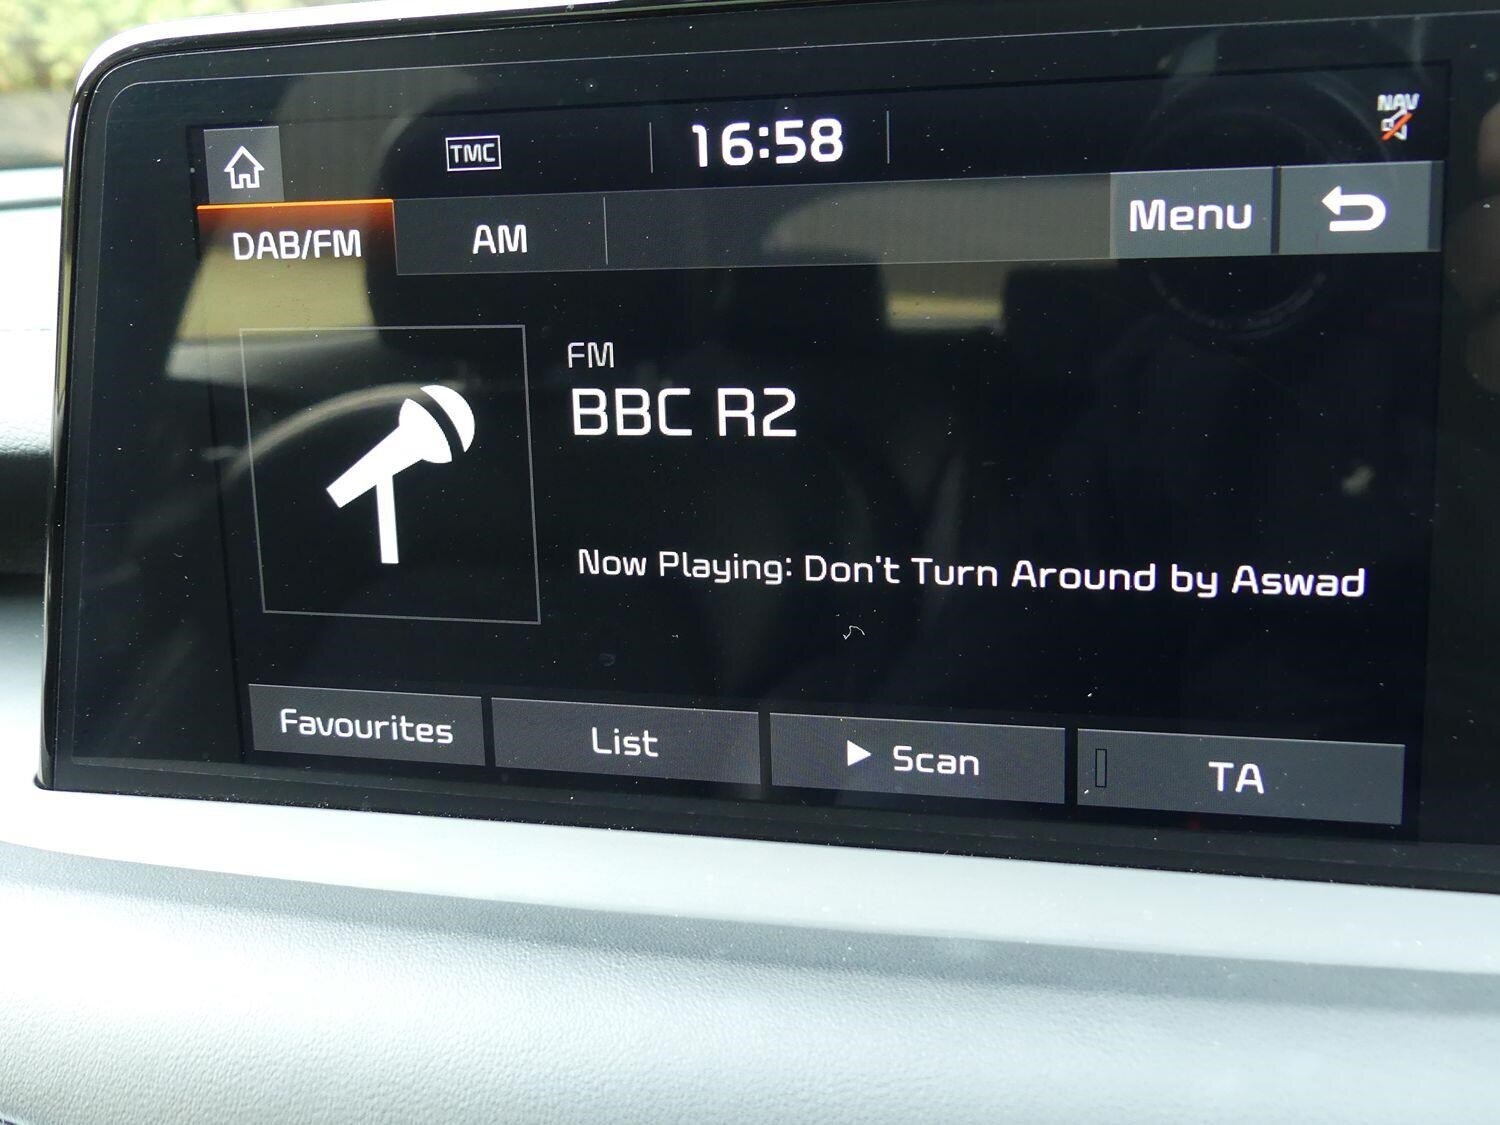 TMC
16:58
NAV
DAB/FM
AM
Menu
FM
BBC R2
Now Playing: Don't Turn Around by Aswad
Favourites
List
Scan
TA